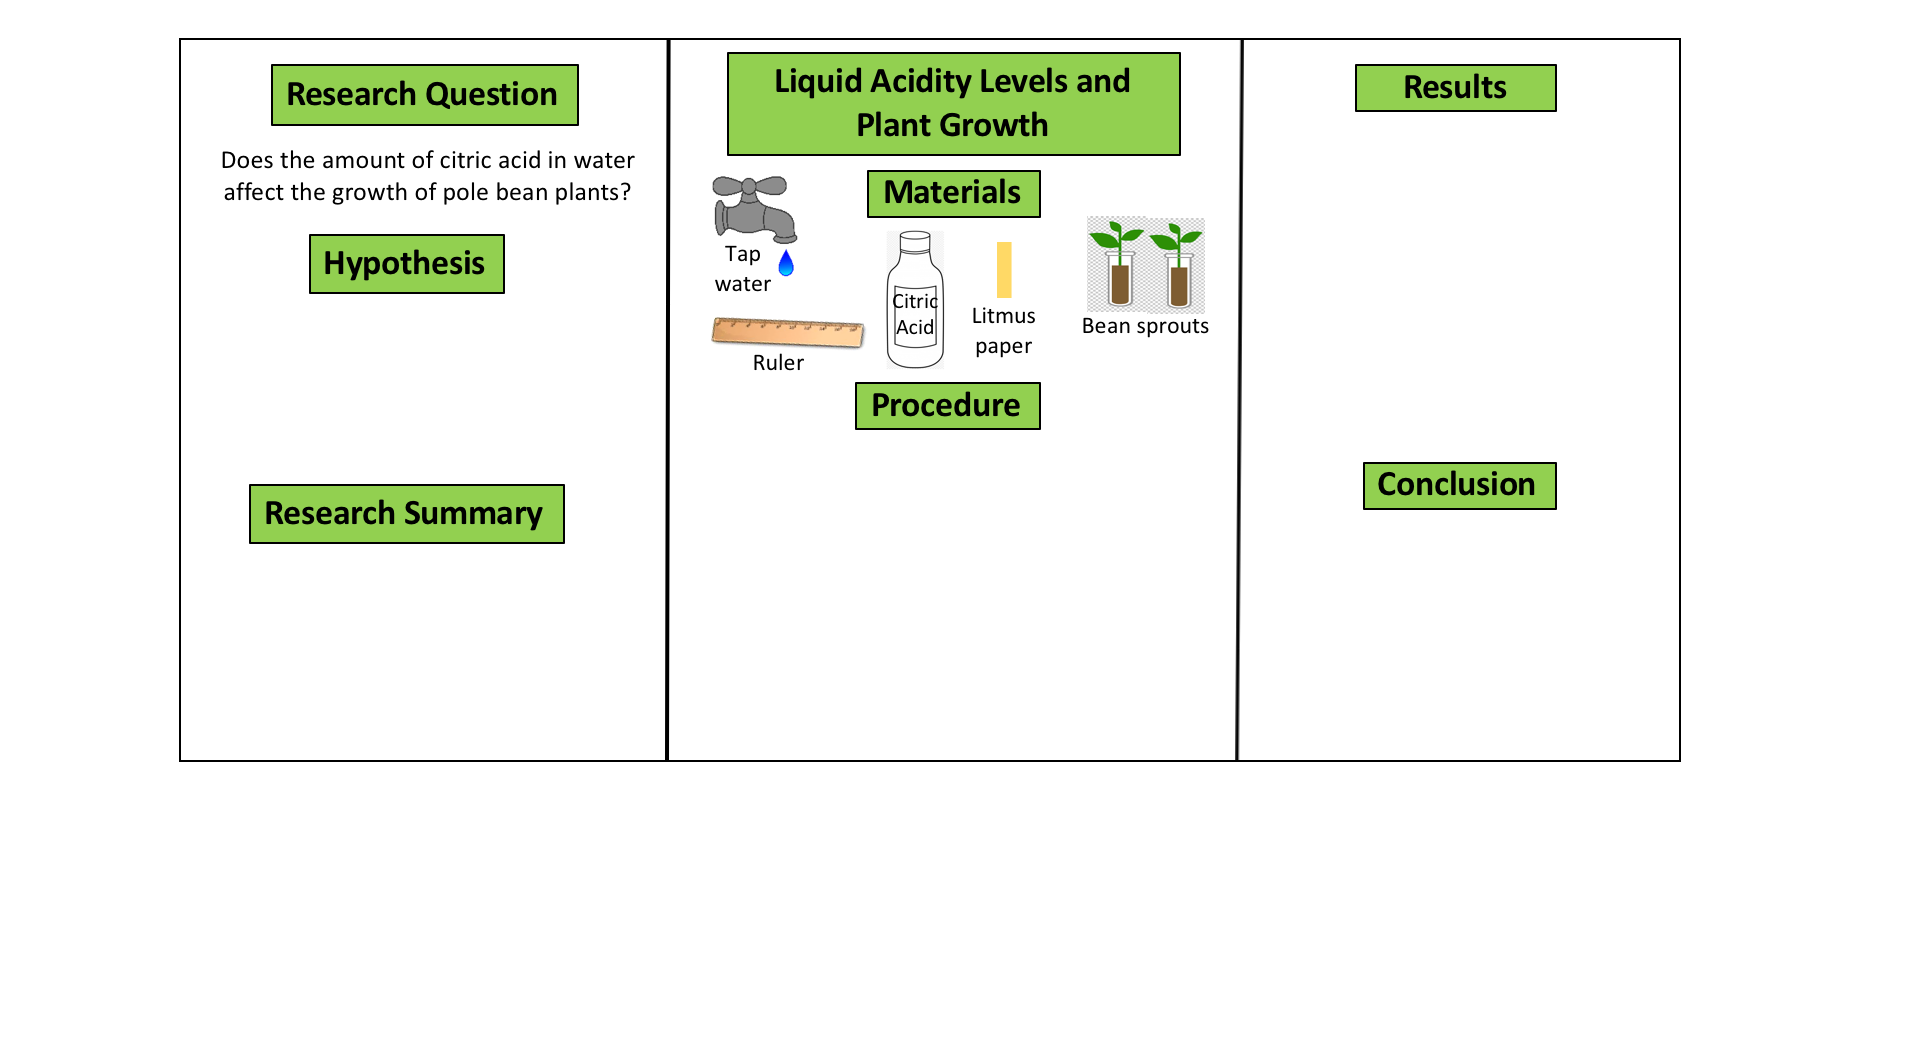 Research Question
Does the amount of citric acid in water
affect the growth of pole bean plants?
Hypothesis
Research Summary
Liquid Acidity Levels and
Plant Growth
Materials
Tap
water
Ruler
Citric
Acid
Litmus
paper
Bean sprouts
Procedure
Results
Conclusion